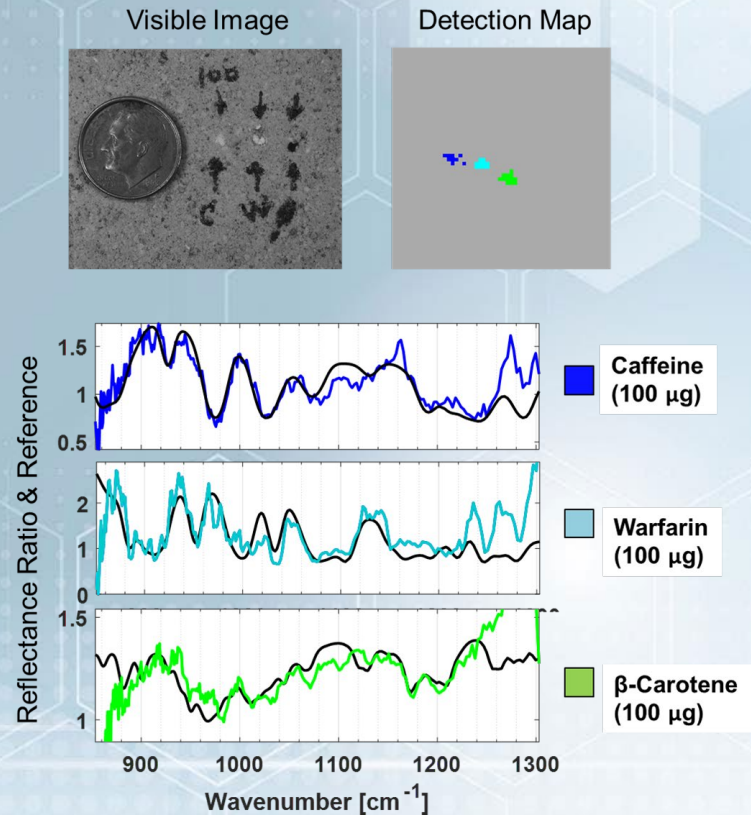 Visible Image
Detection Map
100
C W
Reflectance Ratio & Reference
1.5
1
0.5
Caffeine
(100 µg)
2
1
0
Warfarin
(100 µg)
1.5
1
β-Carotene
(100 µg)
900 1000 1100 1200 1300
Wavenumber [cm-1]